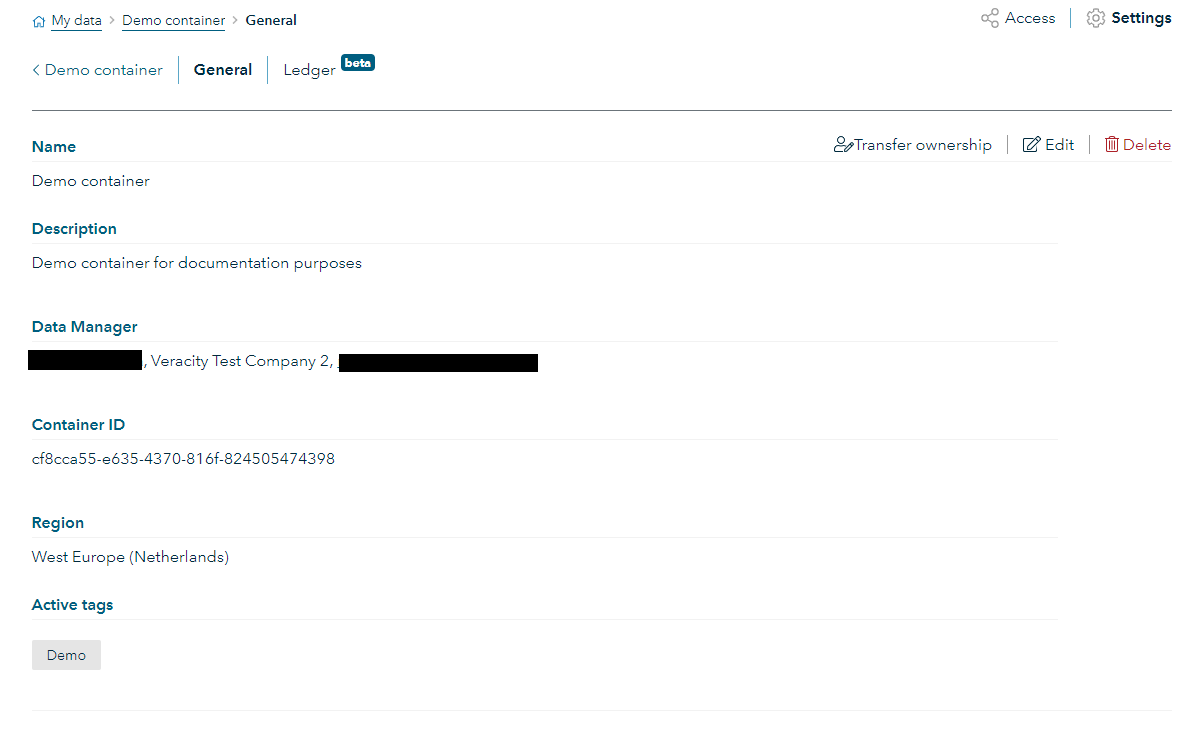 My data > Demo container > General
Access
Settings
< Demo container
General
Ledger beta
Name
Transfer ownership
Edit
Delete
Demo container
Description
Demo container for documentation purposes
Data Manager
, Veracity Test Company 2,
Container ID
cf8cca55-e635-4370-816f-824505474398
Region
West Europe (Netherlands)
Active tags
Demo